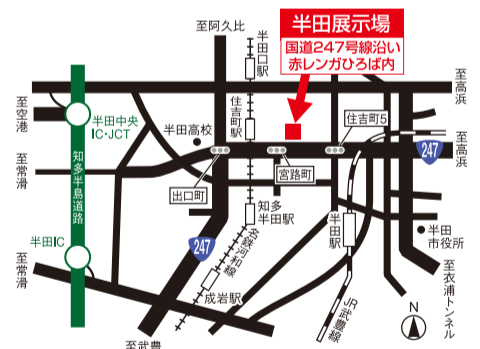 至阿久比
半田展示場
国道247号線沿い
赤レンガひろば内
半田口駅
至高浜
至空港
半田中央
IC・JCT
半田高校
住吉町駅
住吉町5
至高浜
247
至常滑
知多半島道路
出口町
宮路町
知多
半田駅
半田駅
半田
市役所
半田IC
247
名鉄河和線
至常滑
成岩駅
JR武豊線
至衣浦トンネル
N
至武豊